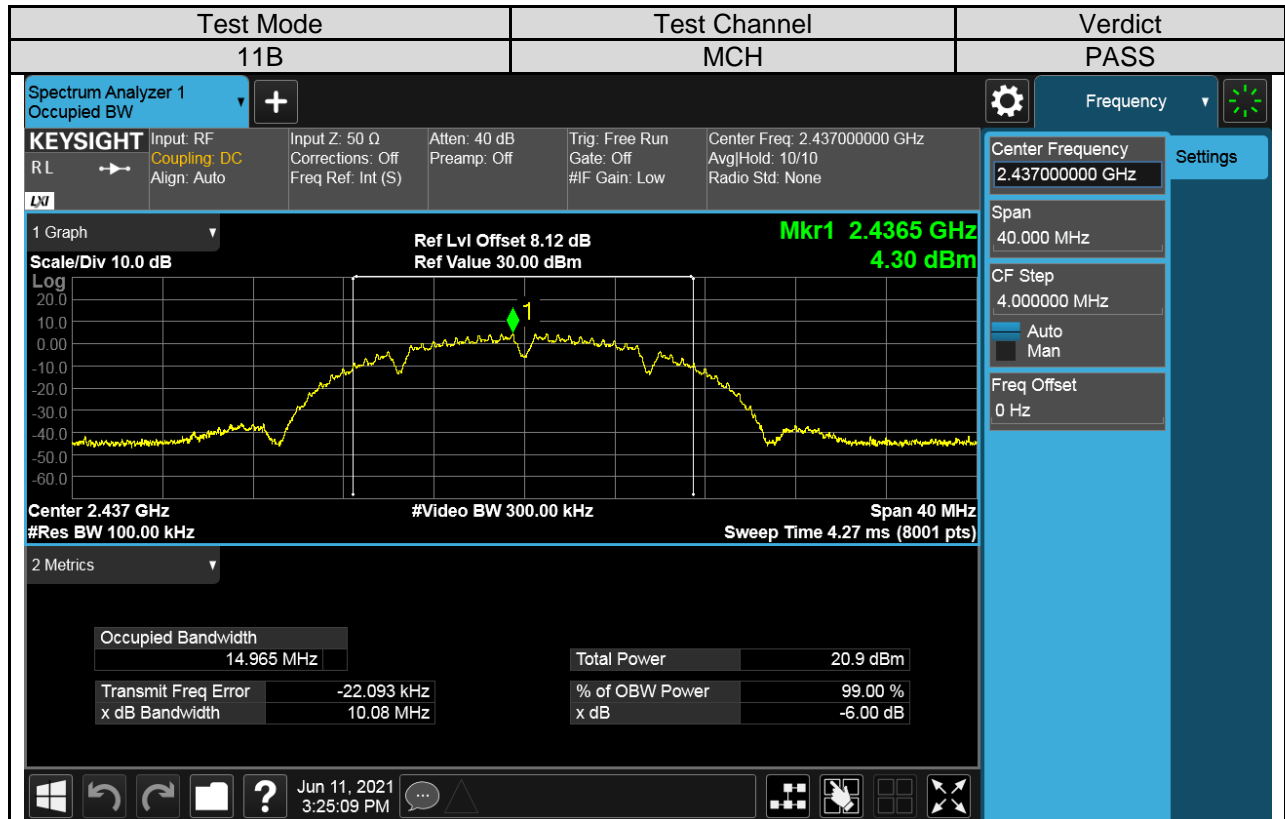 Test Mode Test Channel Verdict
11B MCH PASS
Spectrum Analyzer 1
Occupied BW
+
Frequency
KEYSIGHT
R L
LXI
Input: RF
Coupling: DC
Align: Auto
Input Z: 50 Ω
Corrections: Off
Freq Ref: Int (S)
Atten: 40 dB
Preamp: Off
Trig: Free Run
Gate: Off
#IF Gain: Low
Center Freq: 2.437000000 GHz
Avg|Hold: 10/10
Radio Std: None
Center Frequency
2.437000000 GHz
Settings
Span
40.000 MHz
CF Step
4.000000 MHz
Auto
Man
Freq Offset
0 Hz
1 Graph
Scale/Div 10.0 dB
Ref Lvl Offset 8.12 dB
Ref Value 30.00 dBm
Mkr1 2.4365 GHz
4.30 dBm
Log
20.0
10.0
0.00
-10.0
-20.0
-30.0
-40.0
-50.0
-60.0
1
Center 2.437 GHz
#Res BW 100.00 kHz
#Video BW 300.00 kHz
Span 40 MHz
Sweep Time 4.27 ms (8001 pts)
2 Metrics
Occupied Bandwidth
14.965 MHz
Total Power 20.9 dBm
Transmit Freq Error -22.093 kHz
% of OBW Power 99.00 %
x dB Bandwidth 10.08 MHz
x dB -6.00 dB
?
Jun 11, 2021
3:25:09 PM